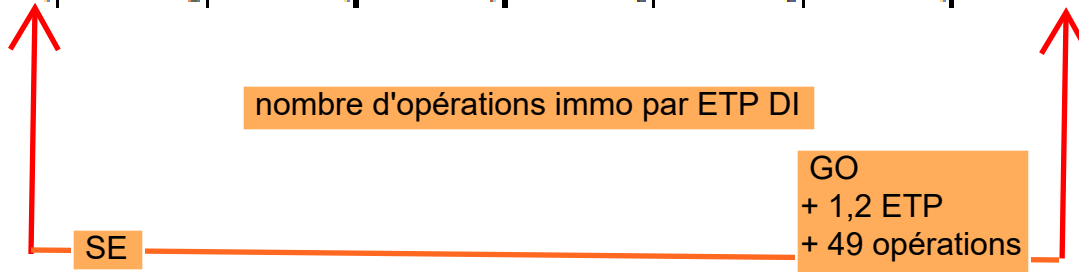 nombre d'opérations immo par ETP DI
GO
+ 1,2 ETP
+ 49 opérations
SE